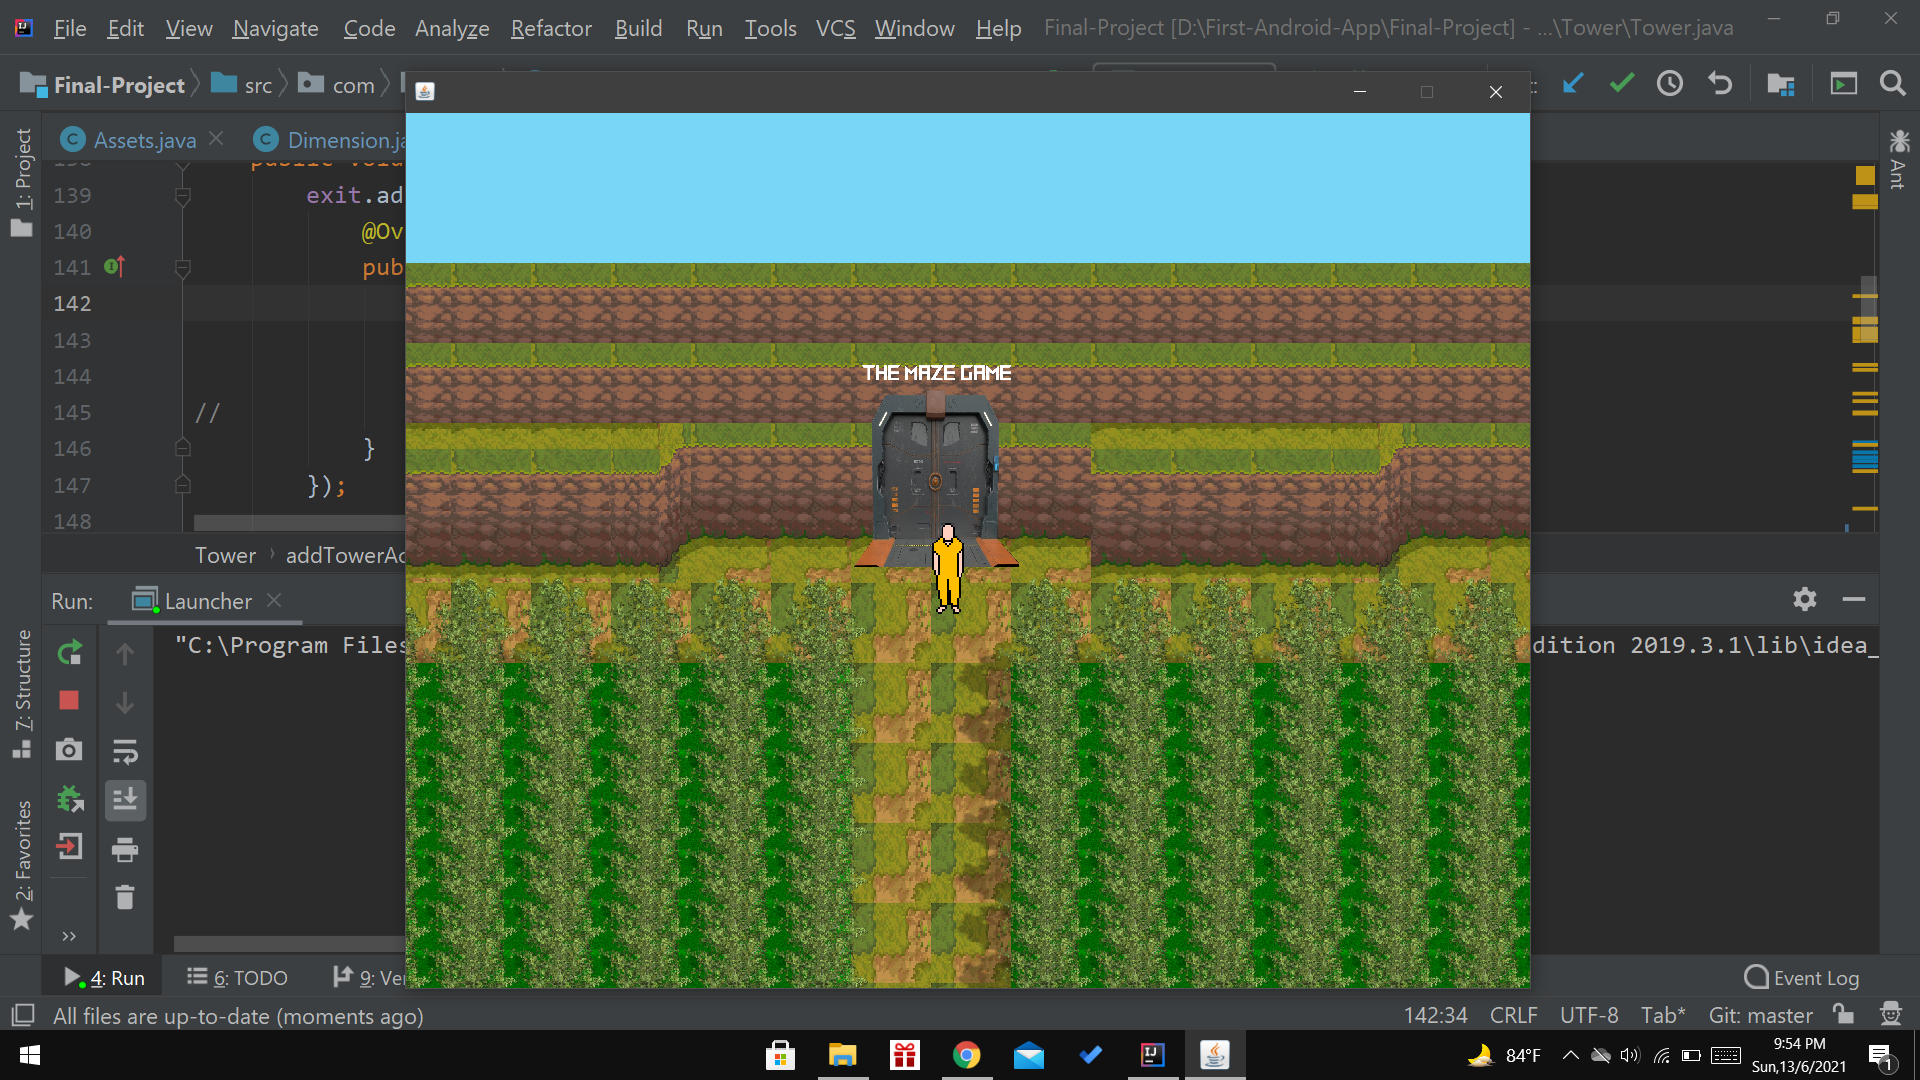 File Edit View Navigate Code Analyze Refactor Build Run Tools VCS Window Help Final-Project [D:\First-Android-App\Final-Project] - ...\Tower\Tower.java
Final-Project src com
Assets.java Dimension.ja
1: Project
Ant
139 exit.ad
140 @Ov
141 pub
142
143
144
145 //
146 }
147 });
148
THE MAZE GAME
Tower addTowerAc
Run: Launcher
"C:\Program Files dition 2019.3.1\lib\idea_
7: Structure
2: Favorites
4: Run 6: TODO 9: Ver Event Log
All files are up-to-date (moments ago) 142:34 CRLF UTF-8 Tab* Git: master
84°F 9:54 PM
Sun,13/6/2021 1